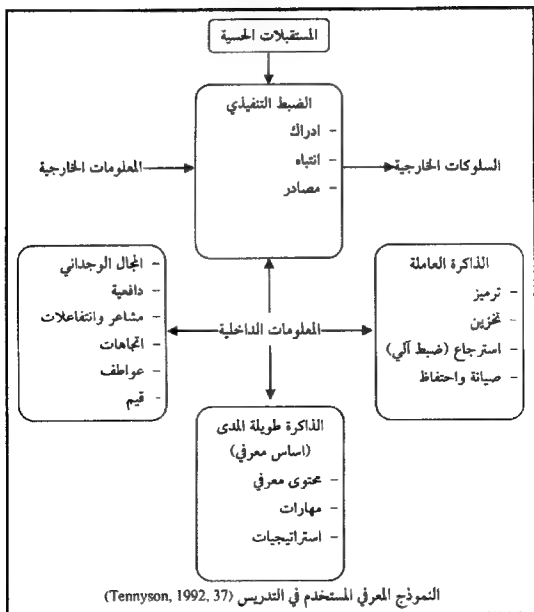 المستقبلات الحسية
الضبط التنفيذي
- ادراك
- انتباه
- مصادر
المعلومات الخارجية
السلوكات الخارجية
الذاكرة العاملة
- ترميز
- تخزين
- استرجاع (ضبط آلي)
- صيانة واحتفاظ
المعلومات الداخلية
- المجال الوجداني
- دافعية
- مشاعر وانتفاعلات
- اتجاهات
- عواطف
- قيم
الذاكرة طويلة المدى
(اساس معرفي)
- محتوى معرفي
- مهارات
- استراتيجيات
النموذج المعرفي المستخدم في التدريس (Tennyson, 1992, 37)